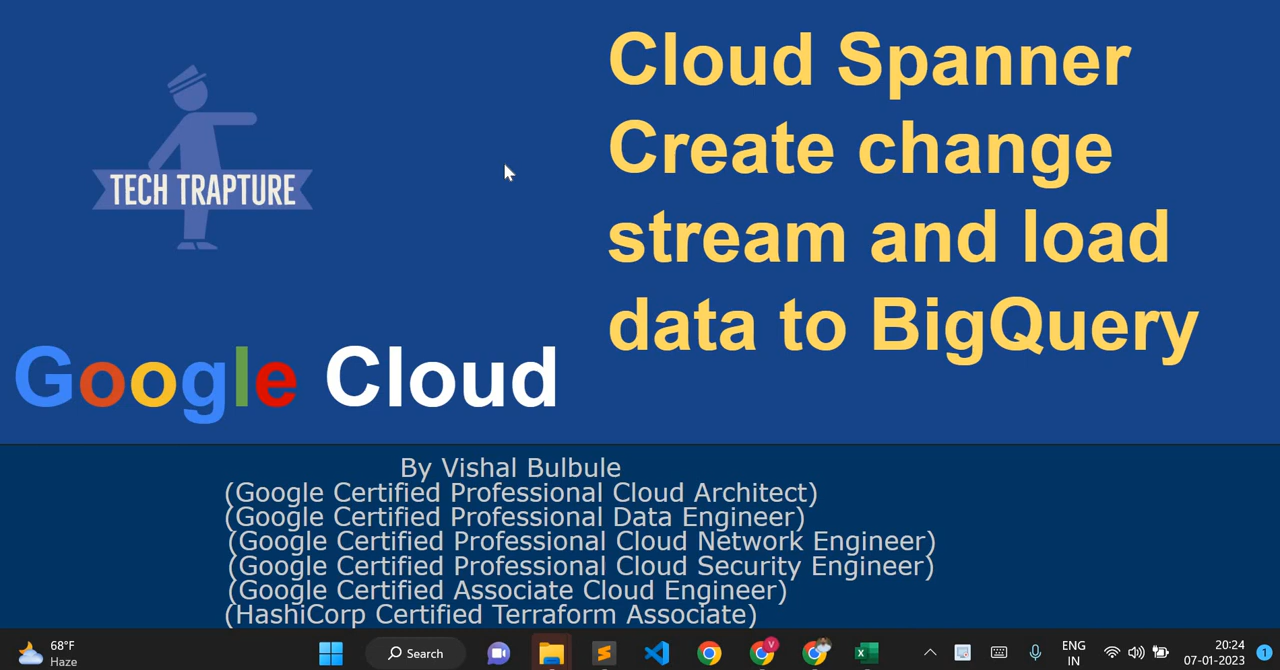 Cloud Spanner
Create change
stream and load
data to BigQuery
TECH TRAPTURE
Google Cloud
By Vishal Bulbule
(Google Certified Professional Cloud Architect)
(Google Certified Professional Data Engineer)
(Google Certified Professional Cloud Network Engineer)
(Google Certified Professional Cloud Security Engineer)
(Google Certified Associate Cloud Engineer)
(HashiCorp Certified Terraform Associate)
68°F
Haze
Search
V
ENG
IN
20:24
07-01-2023
1